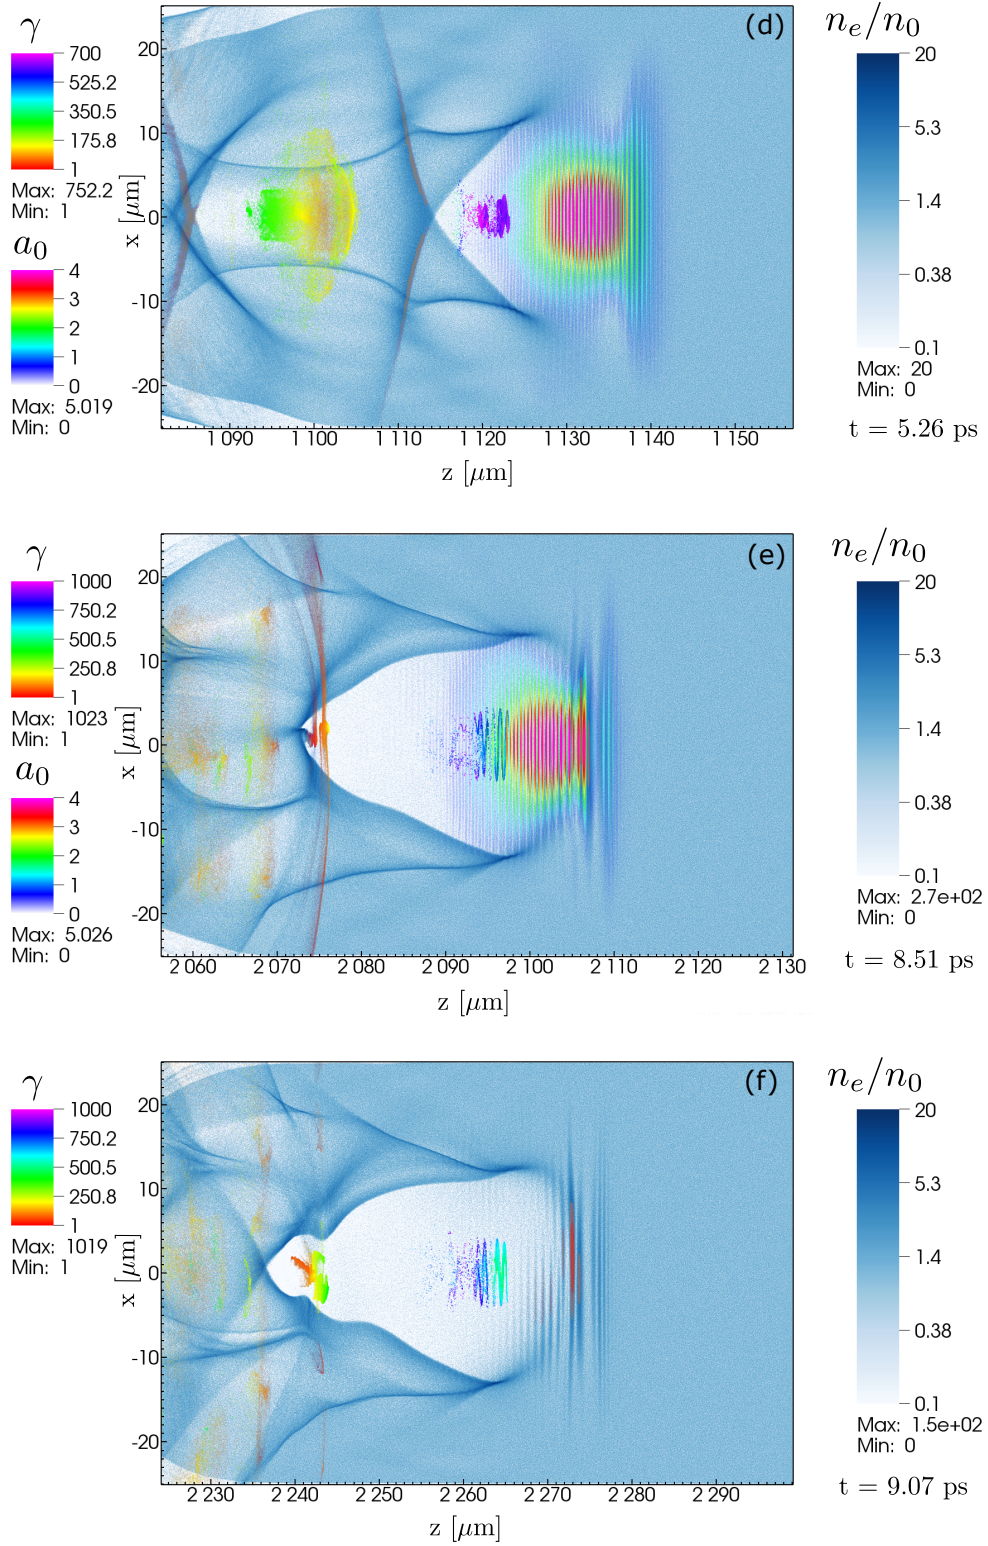 γ
700
525.2
350.5
175.8
1
Max: 752.2
Min: 1
a₀
4
3
2
1
0
Max: 5.019
Min: 0
(d)
20
10
0
-10
-20
x [μm]
1 090 1 100 1 110 1 120 1 130 1 140 1 150
z [μm]
nₑ/n₀
20
5.3
1.4
0.38
0.1
Max: 20
Min: 0
t = 5.26 ps
γ
1000
750.2
500.5
250.8
1
Max: 1023
Min: 1
a₀
4
3
2
1
0
Max: 5.026
Min: 0
(e)
20
10
0
-10
-20
x [μm]
2 060 2 070 2 080 2 090 2 100 2 110 2 120 2 130
z [μm]
nₑ/n₀
20
5.3
1.4
0.38
0.1
Max: 2.7e+02
Min: 0
t = 8.51 ps
γ
1000
750.2
500.5
250.8
1
Max: 1019
Min: 1
(f)
20
10
0
-10
-20
x [μm]
2 230 2 240 2 250 2 260 2 270 2 280 2 290
z [μm]
nₑ/n₀
20
5.3
1.4
0.38
0.1
Max: 1.5e+02
Min: 0
t = 9.07 ps